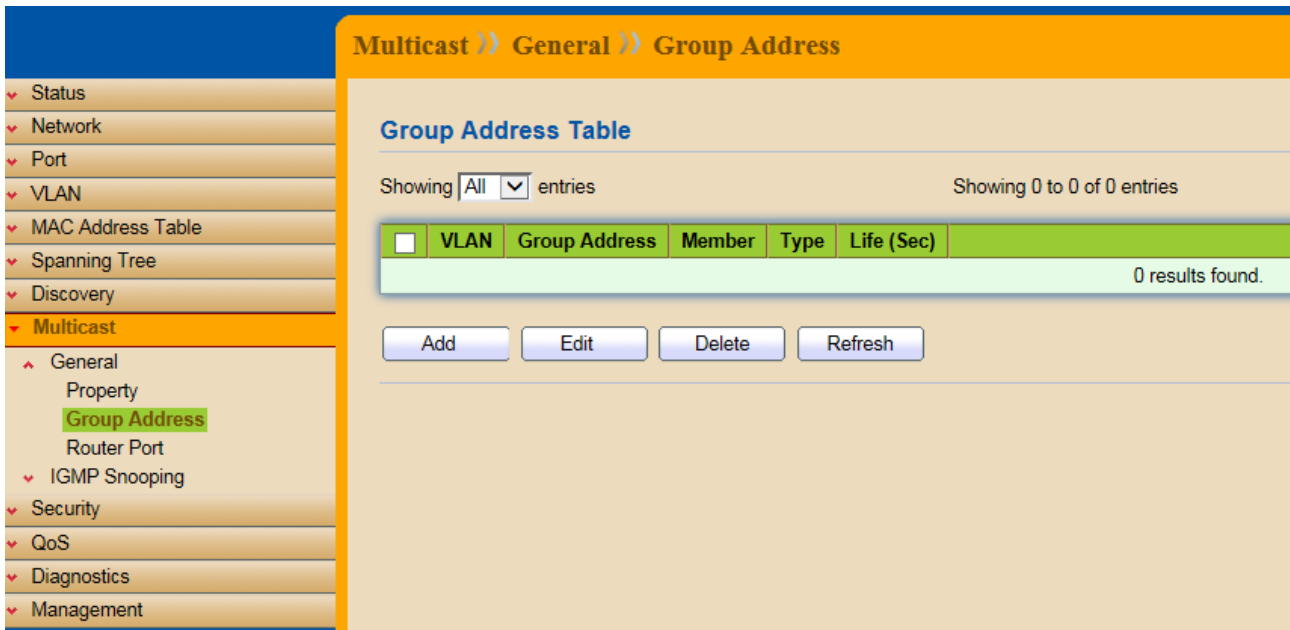 Multicast » General » Group Address
Status
Network
Port
VLAN
MAC Address Table
Spanning Tree
Discovery
Multicast
General
Property
Group Address
Router Port
IGMP Snooping
Security
QoS
Diagnostics
Management
Group Address Table
Showing All entries Showing 0 to 0 of 0 entries
VLAN Group Address Member Type Life (Sec)
0 results found.
Add Edit Delete Refresh